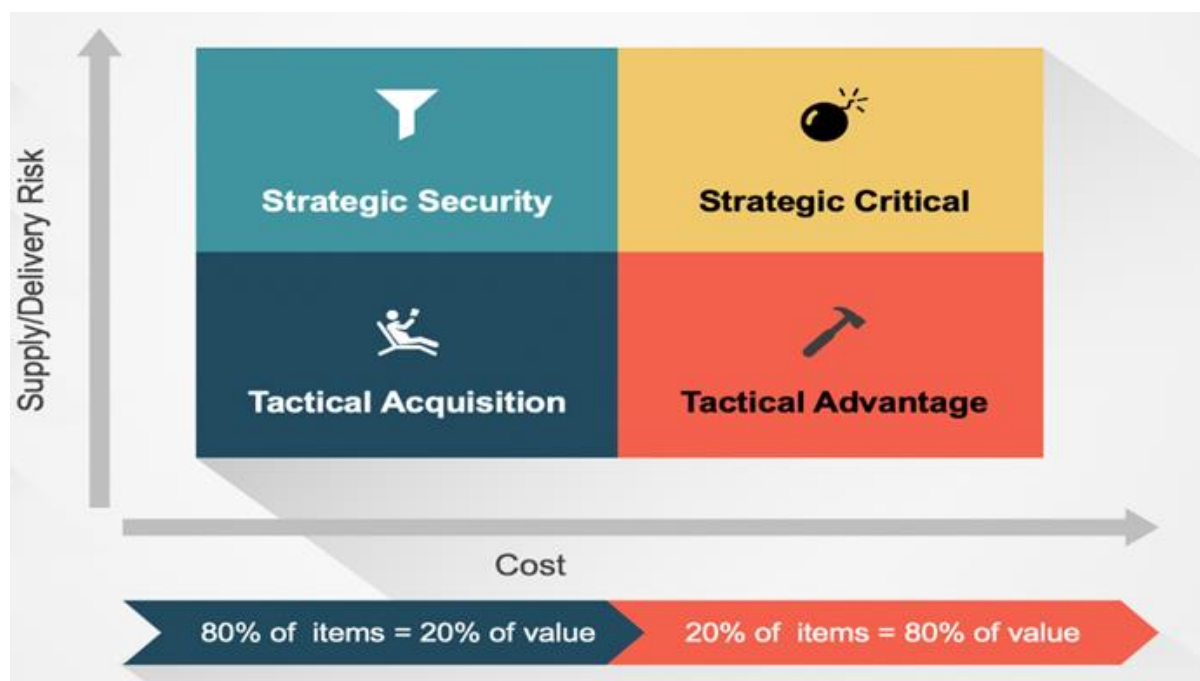 Supply/Delivery Risk
Strategic Security
Strategic Critical
Tactical Acquisition
Tactical Advantage
Cost
80% of items = 20% of value
20% of items = 80% of value